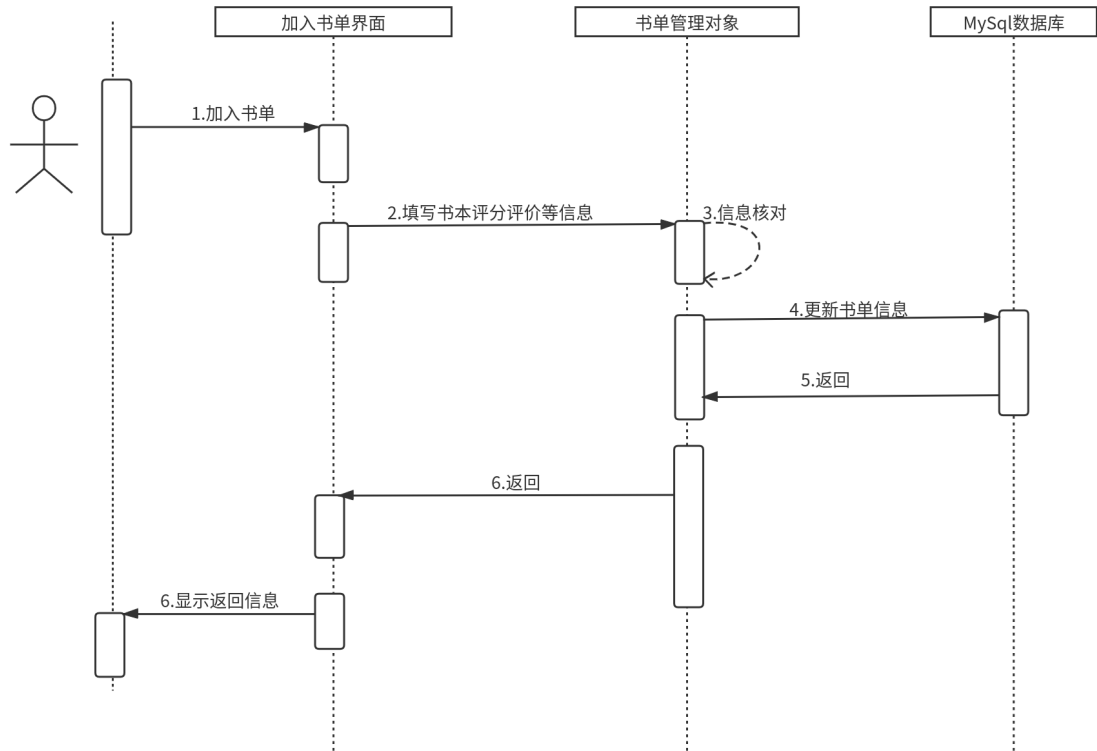 加入书单界面
书单管理对象
MySql数据库
1.加入书单
2.填写书本评分评价等信息
3.信息核对
4.更新书单信息
5.返回
6.返回
6.显示返回信息